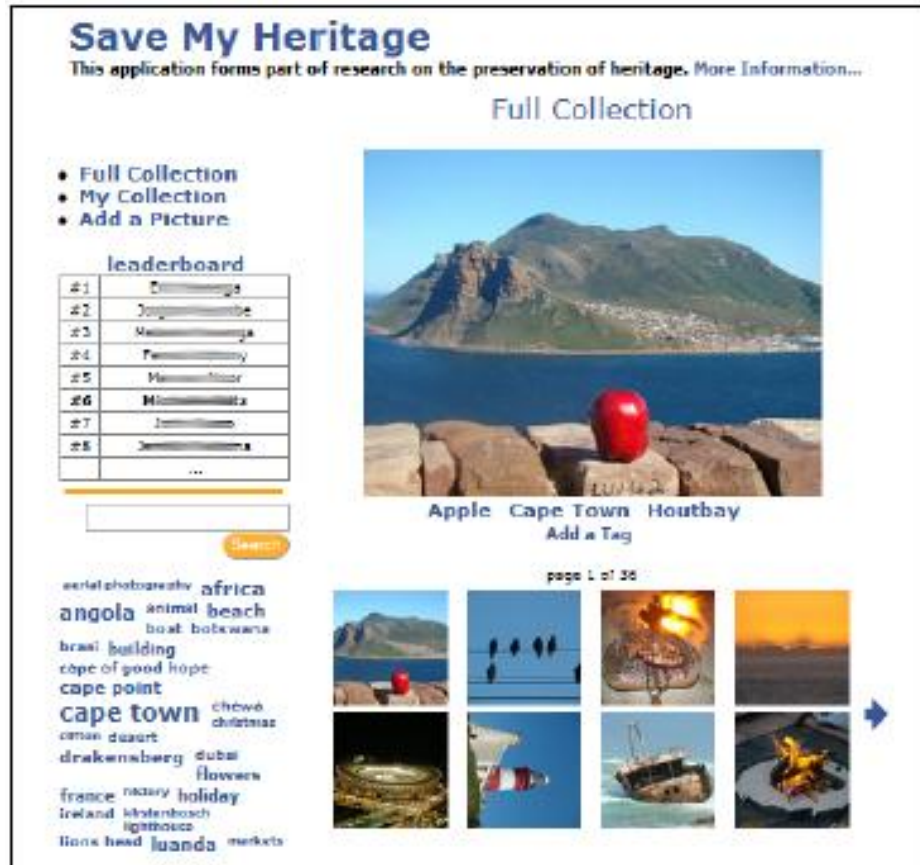 Save My Heritage
This application forms part of research on the preservation of heritage. More Information...
Full Collection
Full Collection
My Collection
Add a Picture
leaderboard
#1
#2
#3
#4
#5
#6
#7
#8
...
Search
Apple Cape Town Houtbay
Add a Tag
page 1 of 36
aerial photography africa
angola animal beach
boat botswana
building
cape of good hope
cape point
cape town chewa
christmas
desert
drakensberg dubai
flowers
france history holiday
ireland kirstenbosch
lighthouse
lions head luanda markets